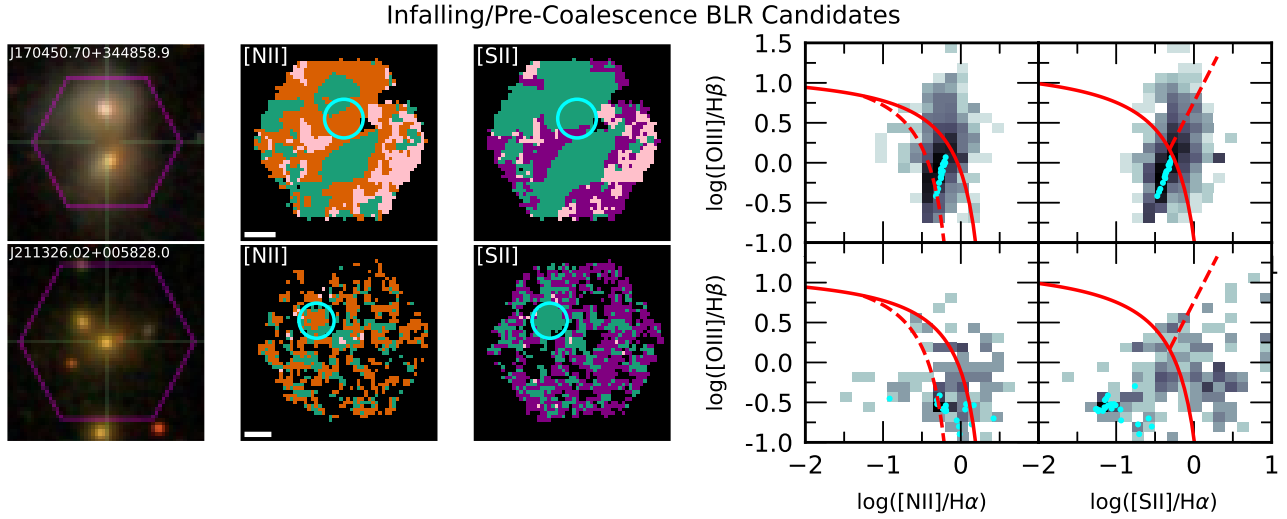 Infalling/Pre-Coalescence BLR Candidates
J170450.70+344858.9
[NII]
[SII]
log([OIII]/Hβ)
1.5
1.0
0.5
0.0
-0.5
-1.0
J211326.02+005828.0
[NII]
[SII]
log([OIII]/Hβ)
1.0
0.5
0.0
-0.5
-1.0
−2 −1 0 −2 −1 0 1
log([NII]/Hα) log([SII]/Hα)